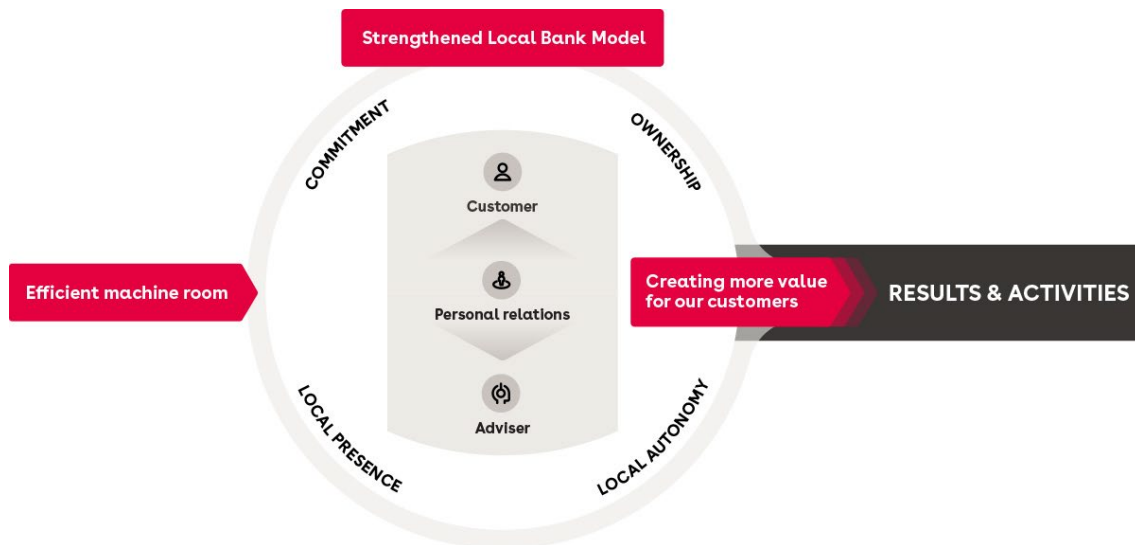 Strengthened Local Bank Model
COMMITMENT
OWNERSHIP
Customer
Efficient machine room
Personal relations
Creating more value
for our customers
RESULTS & ACTIVITIES
Adviser
LOCAL PRESENCE
LOCAL AUTONOMY